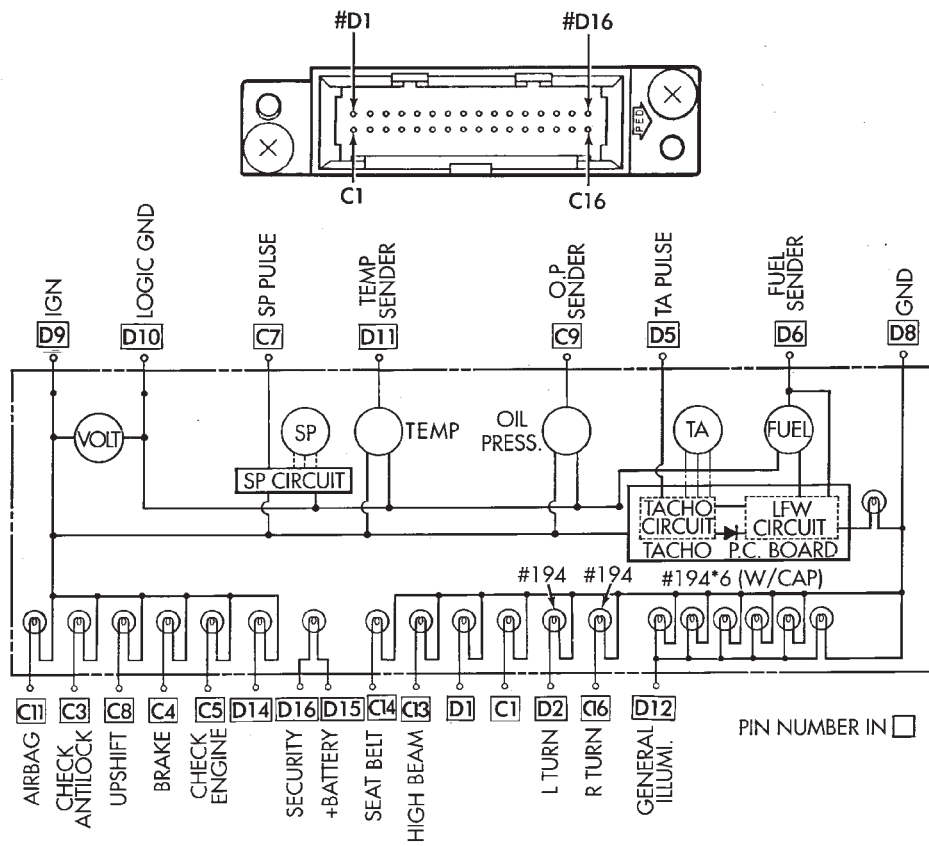 #D1
#D16
PED
C1
C16
IGN
LOGIC GND
SP PULSE
TEMP
SENDER
O.P
SENDER
TA PULSE
FUEL
SENDER
GND
D9
D10
C7
D11
C9
D5
D6
D8
VOLT
SP
TEMP
OIL
PRESS.
TA
FUEL
SP CIRCUIT
TACHO
CIRCUIT
LFW
CIRCUIT
TACHO P.C. BOARD
#194
#194
#194*6 (W/CAP)
C11
C3
C8
C4
C5
D14
D16
D15
C14
C13
D1
C1
D2
C16
D12
PIN NUMBER IN
AIRBAG
CHECK
ANTILOCK
UPSHIFT
BRAKE
CHECK
ENGINE
SECURITY
+BATTERY
SEAT BELT
HIGH BEAM
L TURN
R TURN
GENERAL
ILLUMI.